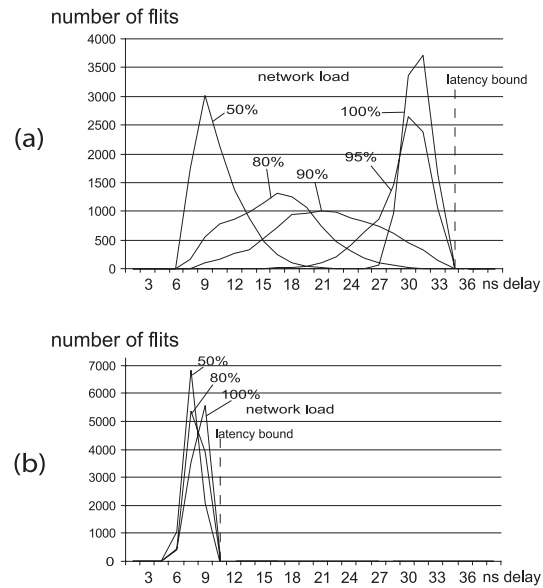 number of flits
4000
3500
3000
2500
2000
1500
1000
500
0
network load
50%
80%
90%
95%
100%
latency bound
3 6 9 12 15 18 21 24 27 30 33 36 ns delay
(a)
number of flits
7000
6000
5000
4000
3000
2000
1000
0
50%
80%
100%
network load
latency bound
3 6 9 12 15 18 21 24 27 30 33 36 ns delay
(b)